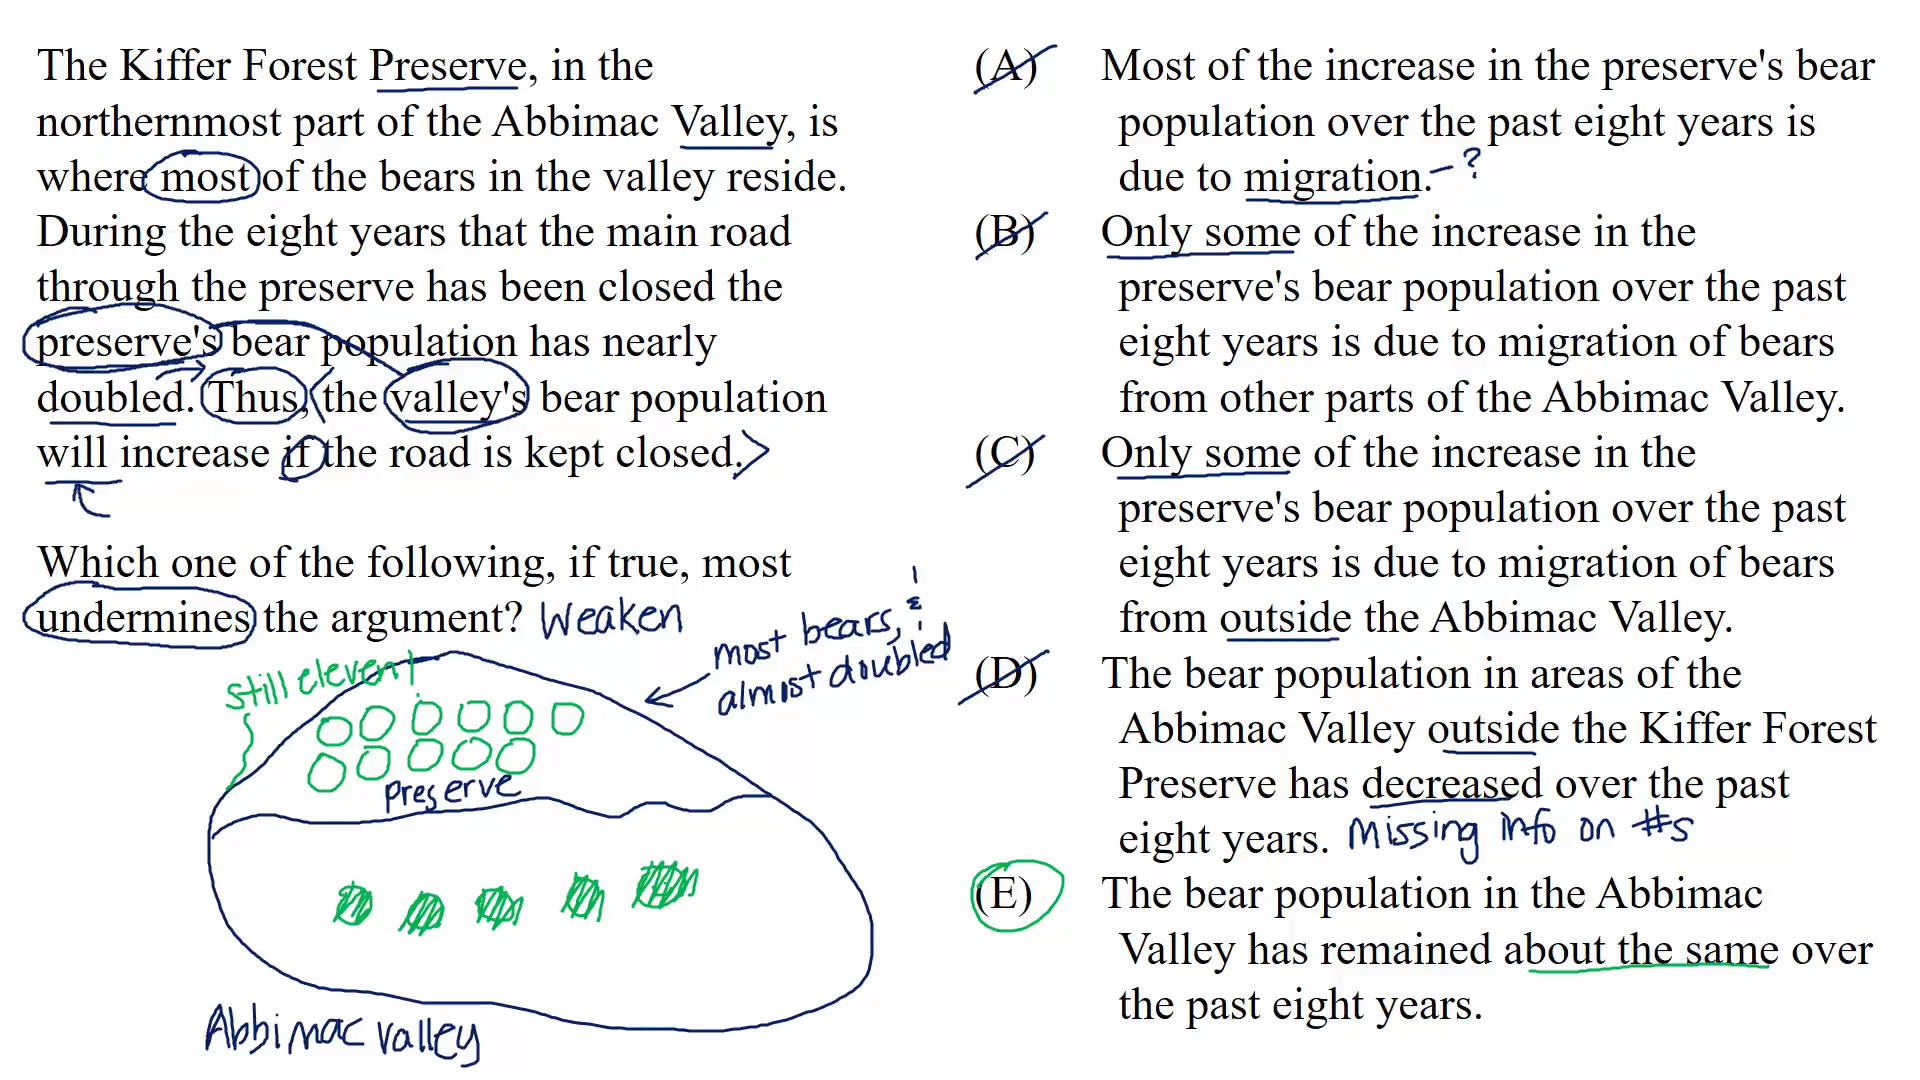 The Kiffer Forest Preserve, in the
northernmost part of the Abbimac Valley, is
where most of the bears in the valley reside.
During the eight years that the main road
through the preserve has been closed the
preserve's bear population has nearly
doubled. Thus, the valley's bear population
will increase if the road is kept closed.
Which one of the following, if true, most
undermines the argument? Weaken
most bears, &
almost doubled
still eleven!
Preserve
Abbimac valley
(A) Most of the increase in the preserve's bear
population over the past eight years is
due to migration. - ?
(B) Only some of the increase in the
preserve's bear population over the past
eight years is due to migration of bears
from other parts of the Abbimac Valley.
(C) Only some of the increase in the
preserve's bear population over the past
eight years is due to migration of bears
from outside the Abbimac Valley.
(D) The bear population in areas of the
Abbimac Valley outside the Kiffer Forest
Preserve has decreased over the past
eight years. Missing info on #s
(E) The bear population in the Abbimac
Valley has remained about the same over
the past eight years.